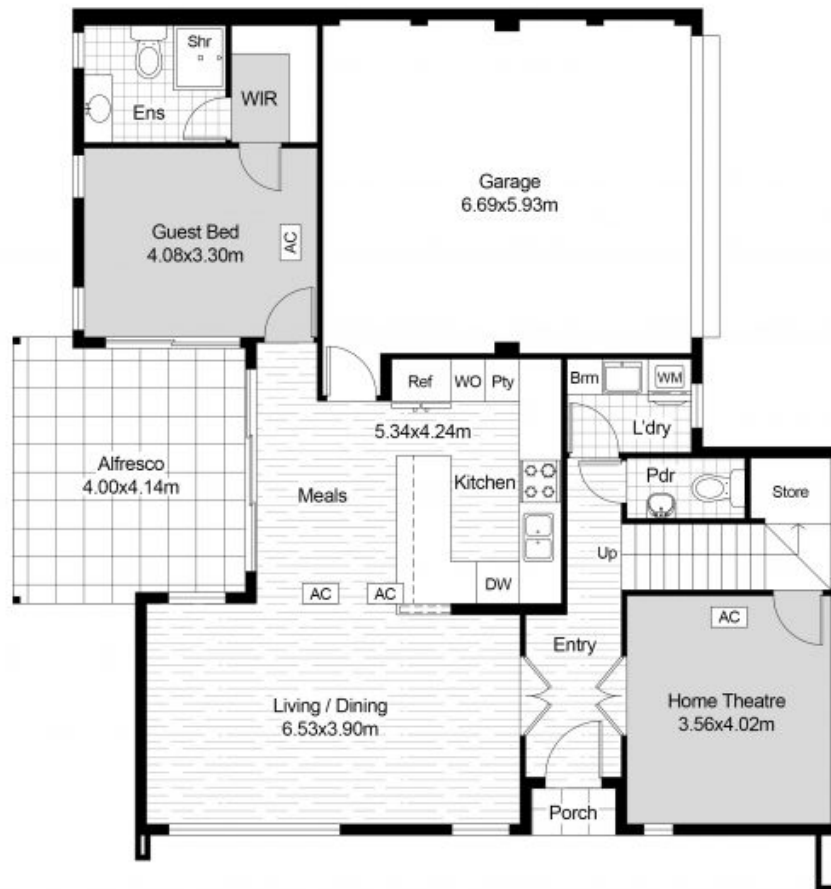 Shr
WIR
Ens
Garage
6.69x5.93m
Guest Bed
4.08x3.30m
AC
Ref
WO
Pty
Brm
WM
5.34x4.24m
L'dry
Alfresco
4.00x4.14m
Meals
Kitchen
Pdr
Store
Up
DW
AC
AC
AC
Entry
Living / Dining
6.53x3.90m
Home Theatre
3.56x4.02m
Porch